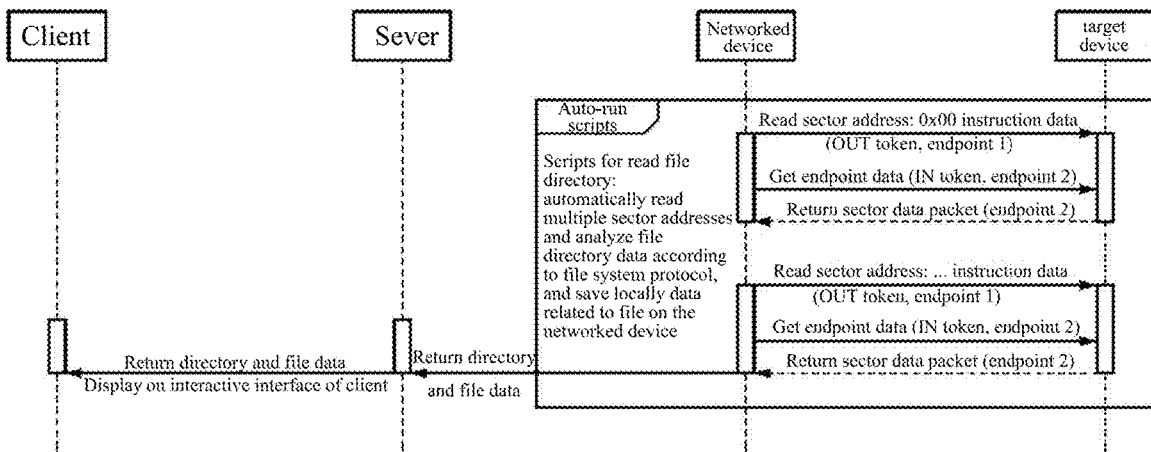 Client
Sever
Networked
device
target
device
Auto-run
scripts
Scripts for read file
directory:
automatically read
multiple sector addresses
and analyze file
directory data according
to file system protocol,
and save locally data
related to file on the
networked device
Read sector address: 0x00 instruction data
(OUT token, endpoint 1)
Get endpoint data (IN token, endpoint 2)
Return sector data packet (endpoint 2)
Read sector address: ... instruction data
(OUT token, endpoint 1)
Get endpoint data (IN token, endpoint 2)
Return sector data packet (endpoint 2)
Return directory
and file data
Return directory and file data
Display on interactive interface of client